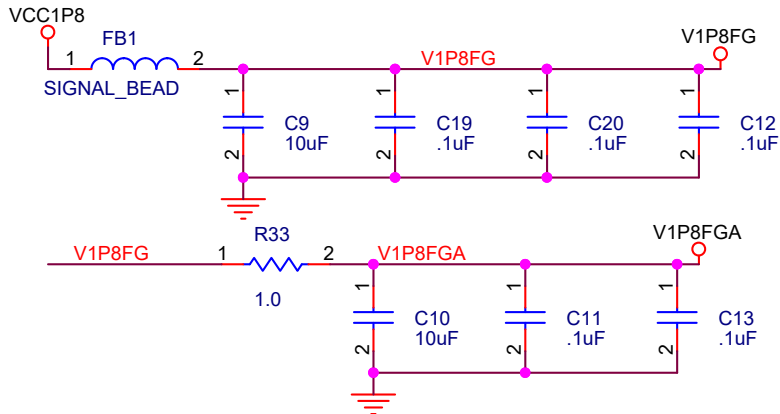 VCC1P8
FB1
1
2
SIGNAL_BEAD
V1P8FG
V1P8FG
1
2
C9
10uF
1
2
C19
.1uF
1
2
C20
.1uF
1
2
C12
.1uF
V1P8FG
1
R33
2
1.0
V1P8FGA
V1P8FGA
1
2
C10
10uF
1
2
C11
.1uF
1
2
C13
.1uF